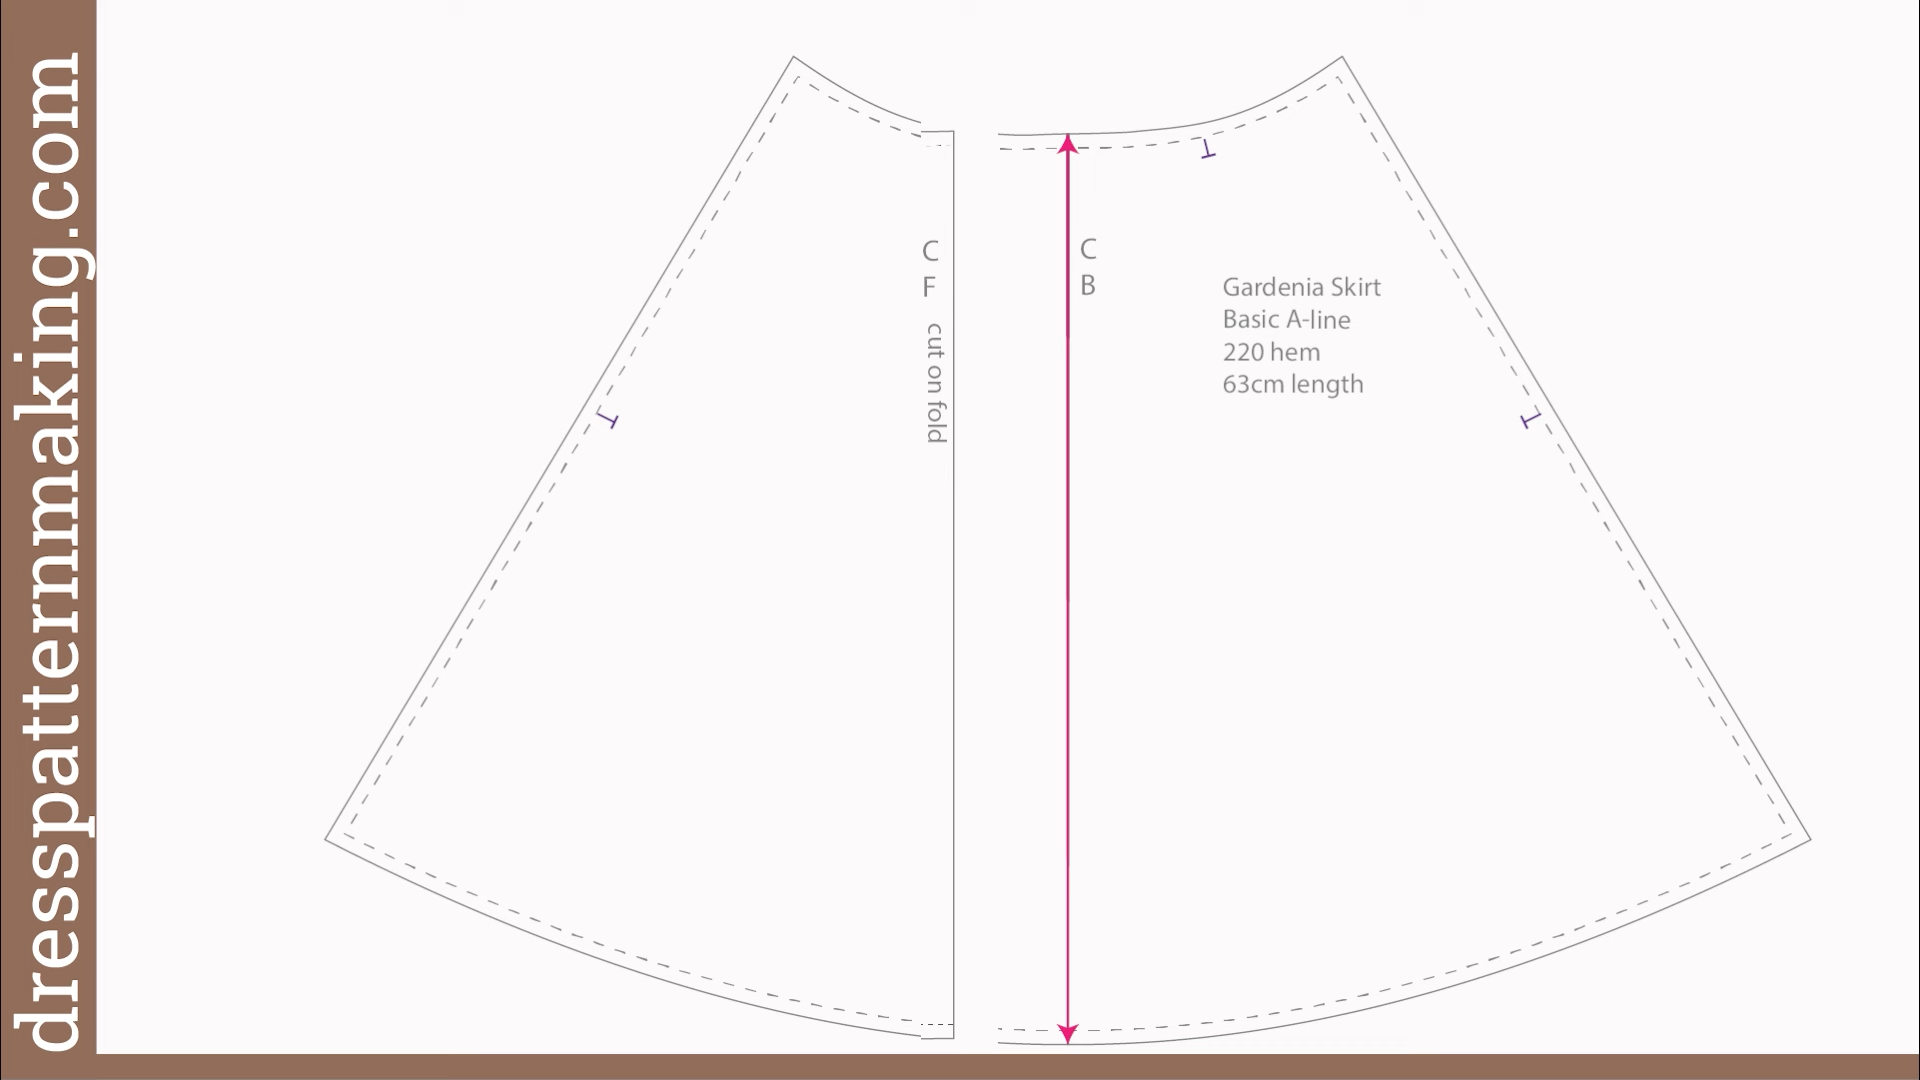 dresspatternmaking.com
C
F
cut on fold
C
B
Gardenia Skirt
Basic A-line
220 hem
63cm length